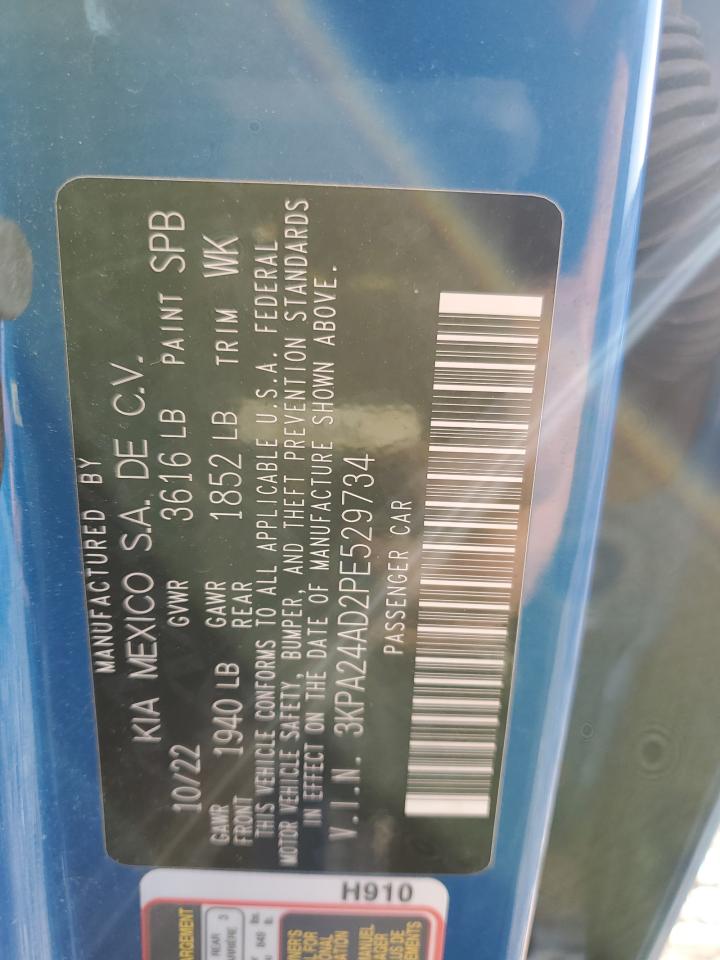 MANUFACTURED BY
KIA MEXICO S.A. DE C.V.
10/22 GVWR 3616 LB PAINT SPB
GAWR FRONT 1940 LB GAWR REAR 1852 LB TRIM WK
THIS VEHICLE CONFORMS TO ALL APPLICABLE U.S.A. FEDERAL
MOTOR VEHICLE SAFETY, BUMPER, AND THEFT PREVENTION STANDARDS
IN EFFECT ON THE DATE OF MANUFACTURE SHOWN ABOVE.
V.I.N. 3KPA24AD2PE529734
PASSENGER CAR
H910
REAR 3